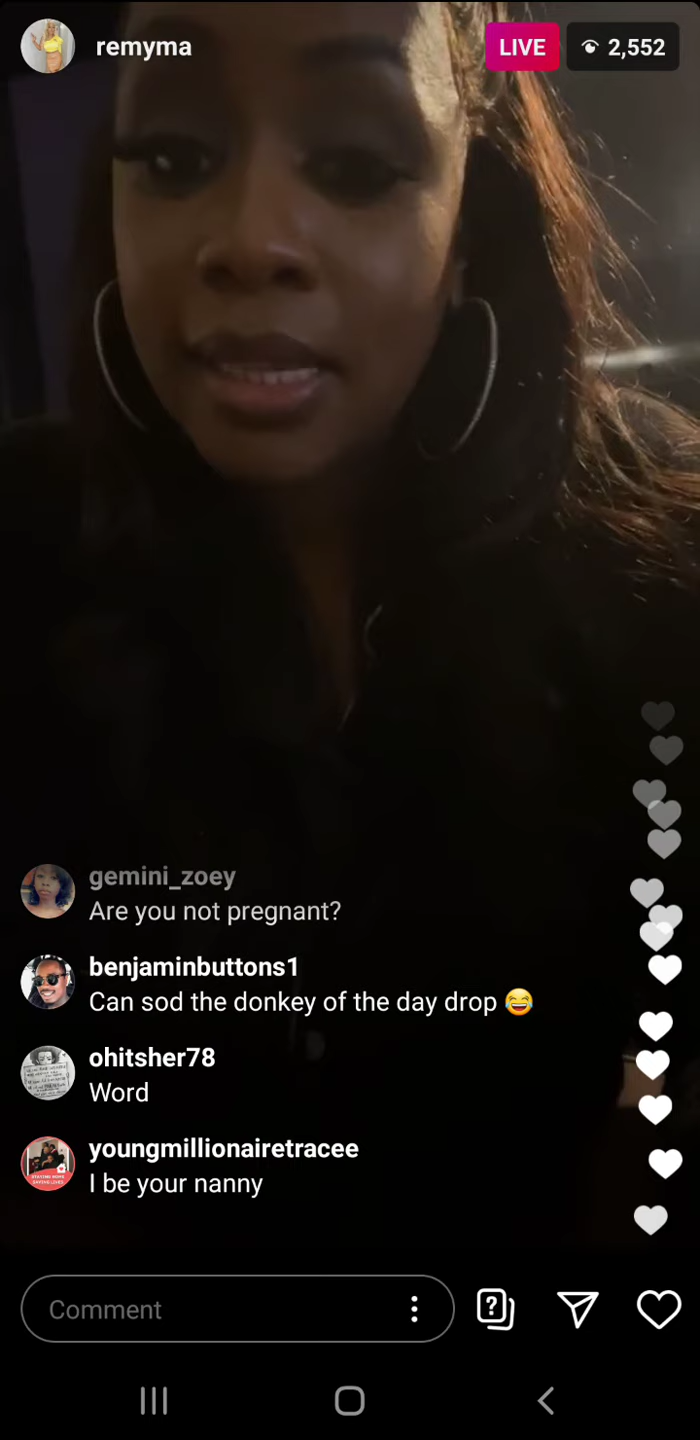 remyma
LIVE
2,552
gemini_zoey
Are you not pregnant?
benjaminbuttons1
Can sod the donkey of the day drop 😂
ohitsher78
Word
youngmillionairetracee
I be your nanny
Comment